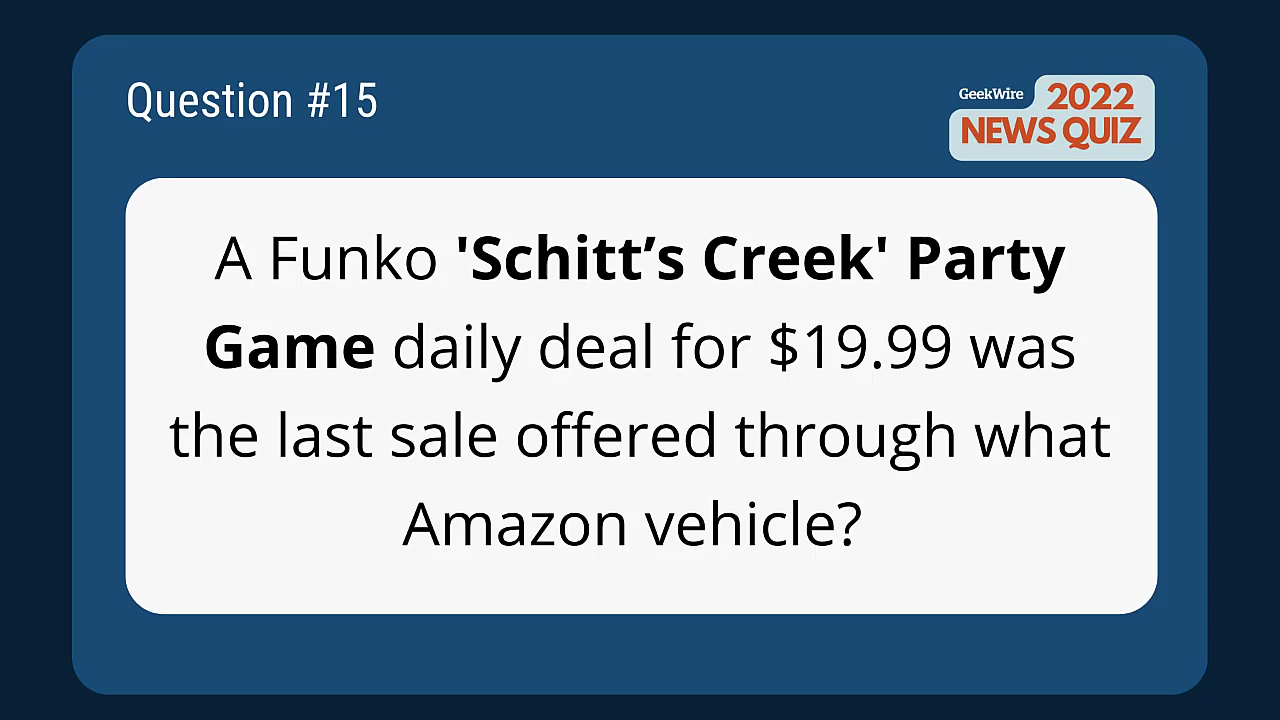 Question #15
GeekWire
2022
NEWS QUIZ
A Funko 'Schitt’s Creek' Party
Game daily deal for $19.99 was
the last sale offered through what
Amazon vehicle?